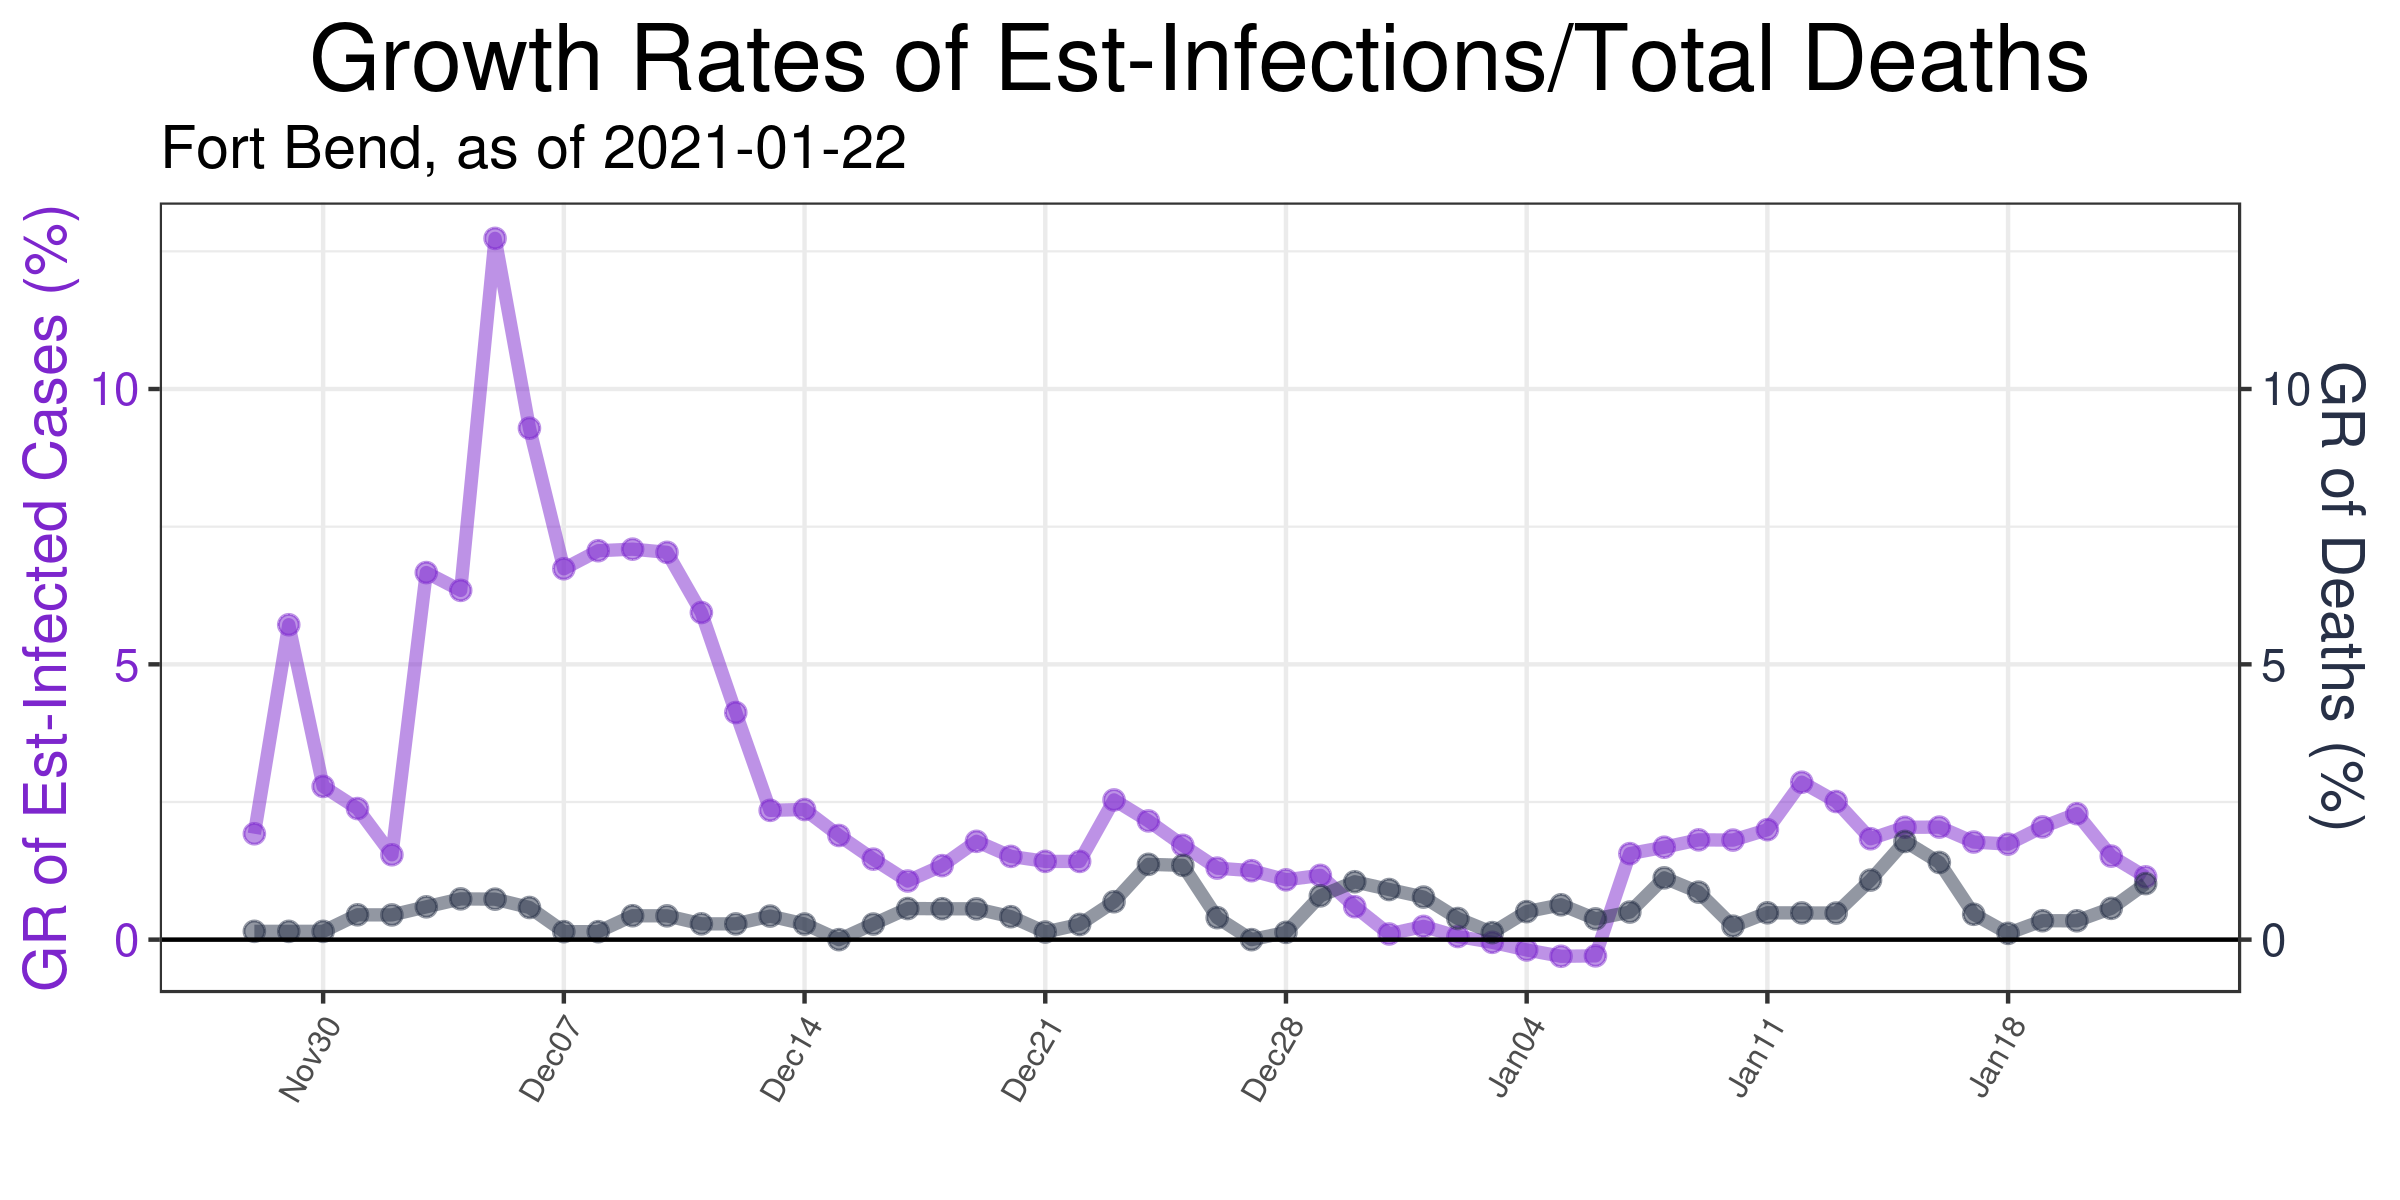 Growth Rates of Est-Infections/Total Deaths
Fort Bend, as of 2021-01-22
GR of Est-Infected Cases (%)
10
5
0
10
5
0
GR of Deaths (%)
Nov30
Dec07
Dec14
Dec21
Dec28
Jan04
Jan11
Jan18